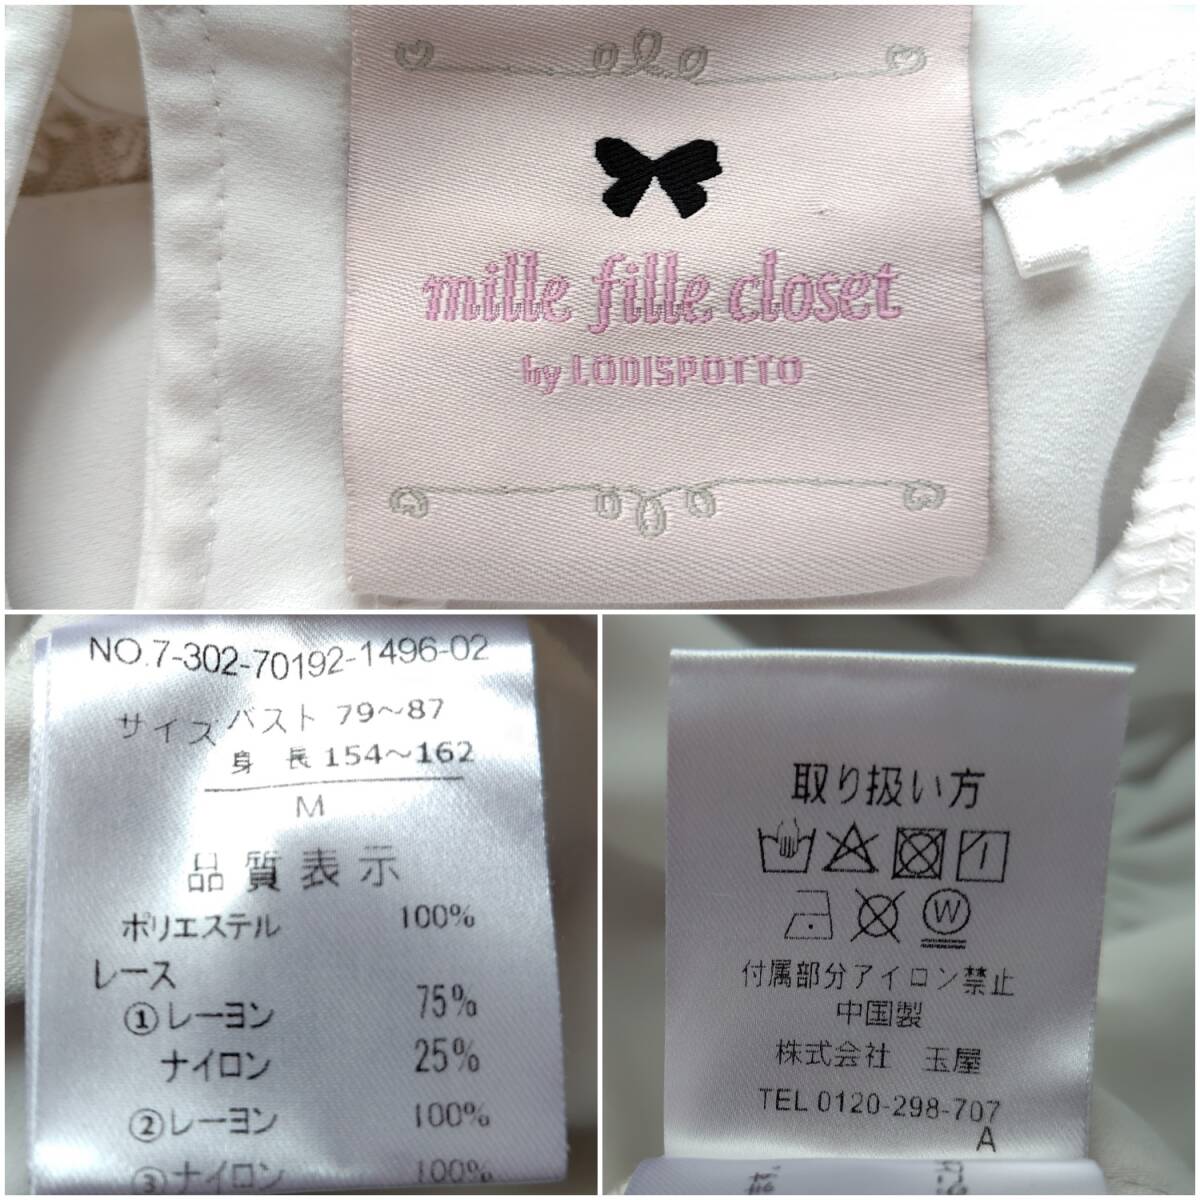 mille fille closet
by LODISPOTTO
NO.7-302-70192-1496-02
サイズ バスト 79～87
身 長 154～162
M
品質表示
ポリエステル 100%
レース
①レーヨン 75%
ナイロン 25%
②レーヨン 100%
③ナイロン 100%
取り扱い方
W
付属部分アイロン禁止
中国製
株式会社 玉屋
TEL 0120-298-707
A